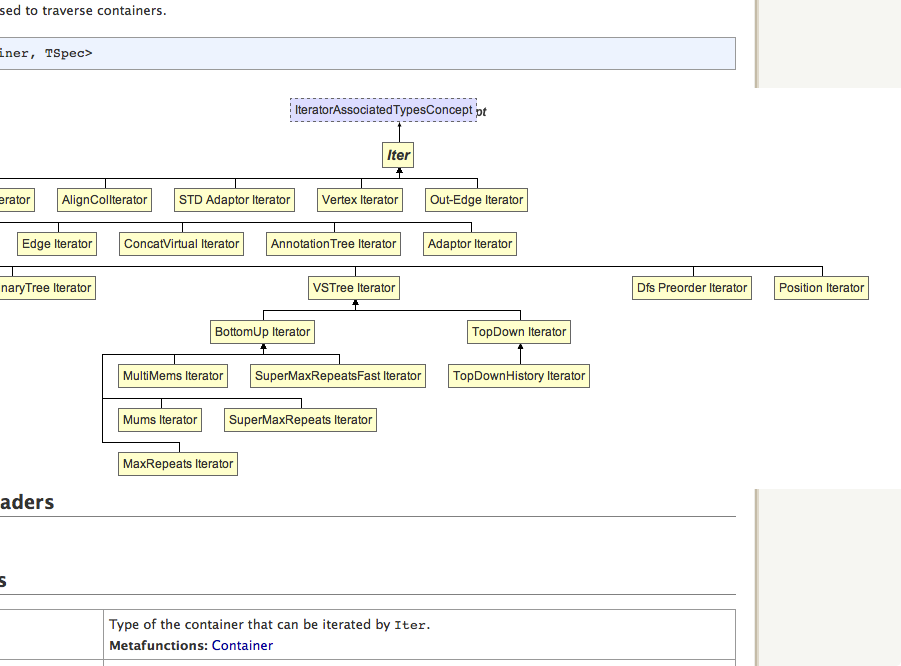 sed to traverse containers.
iner, TSpec>
IteratorAssociatedTypesConcept pt
Iter
erator AlignColIterator STD Adaptor Iterator Vertex Iterator Out-Edge Iterator
Edge Iterator ConcatVirtual Iterator AnnotationTree Iterator Adaptor Iterator
naryTree Iterator VSTree Iterator Dfs Preorder Iterator Position Iterator
BottomUp Iterator TopDown Iterator
MultiMems Iterator SuperMaxRepeatsFast Iterator TopDownHistory Iterator
Mums Iterator SuperMaxRepeats Iterator
MaxRepeats Iterator
aders
s
Type of the container that can be iterated by Iter.
Metafunctions: Container